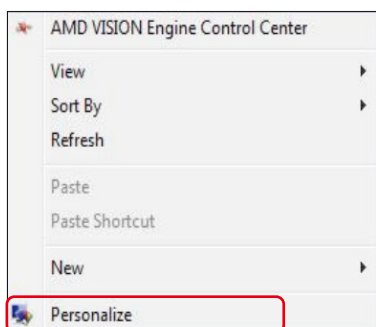 AMD VISION Engine Control Center
View
Sort By
Refresh
Paste
Paste Shortcut
New
Personalize